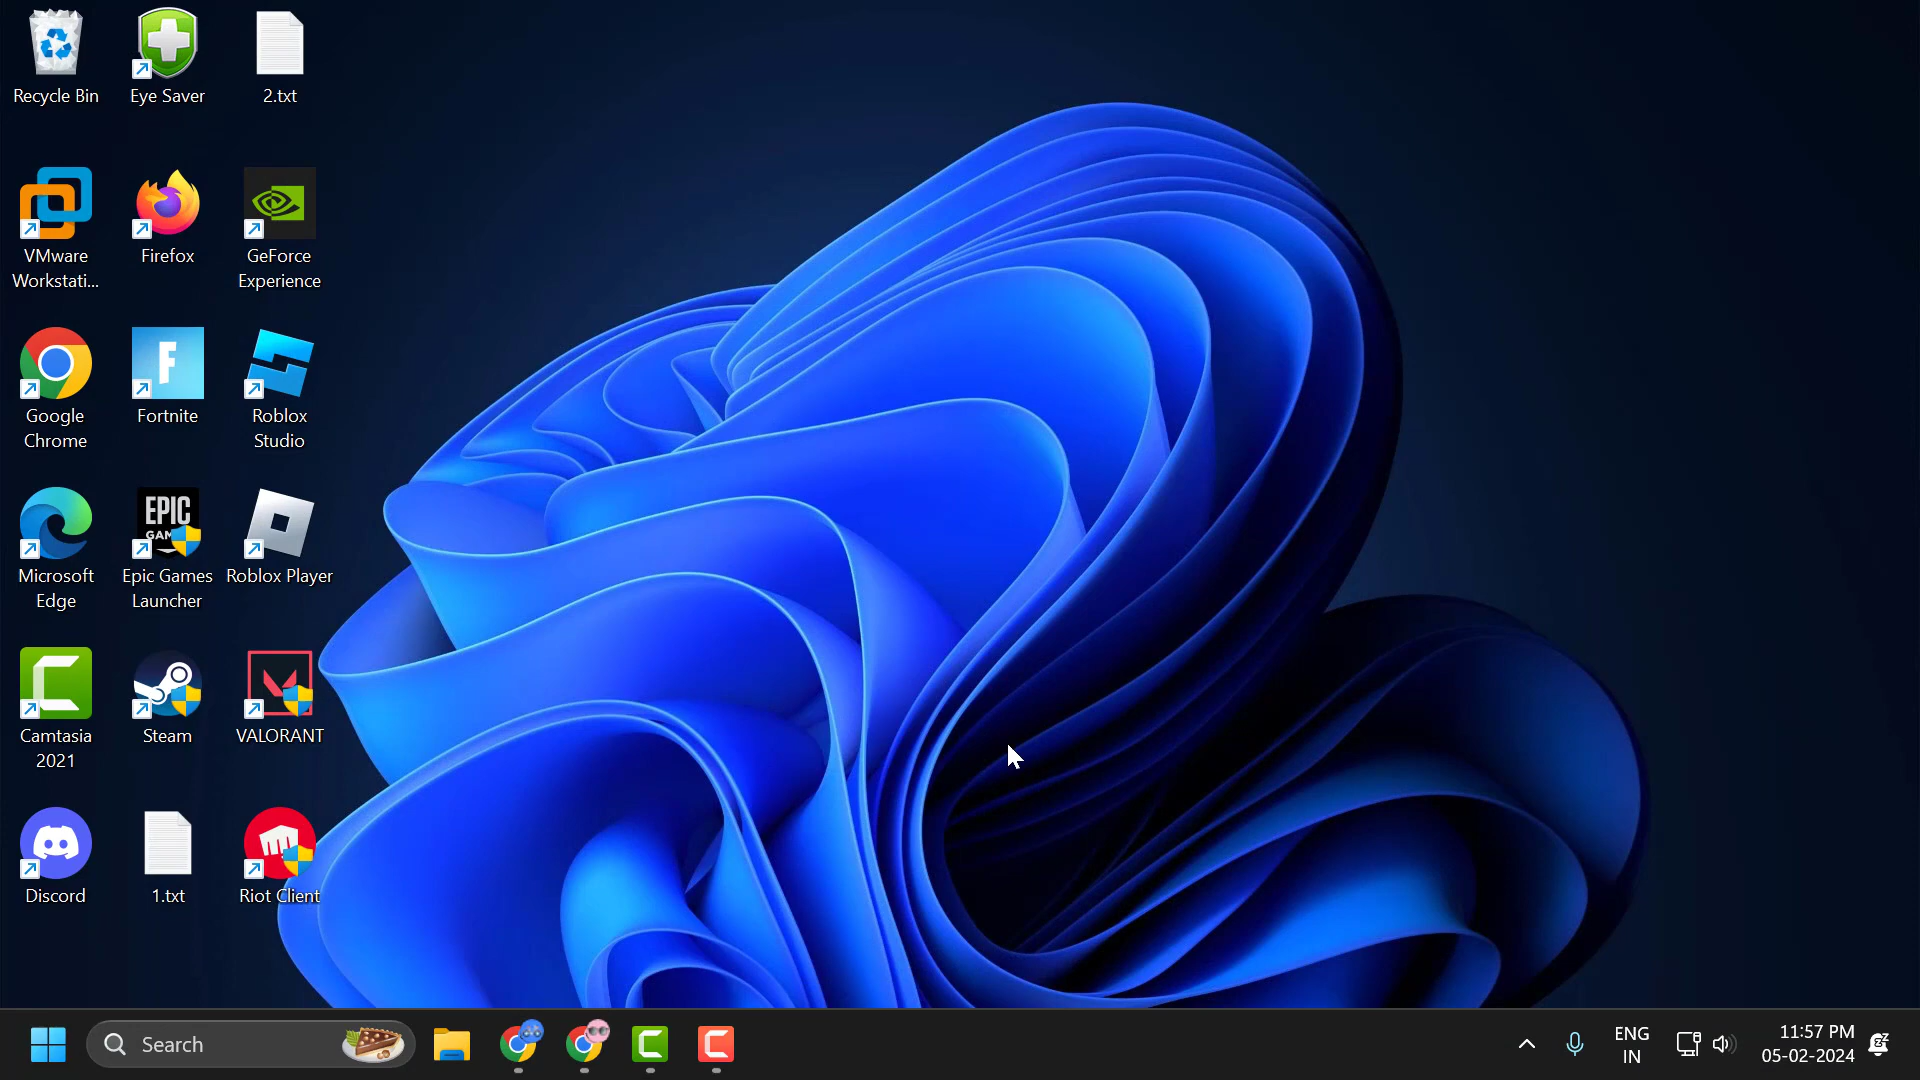 Recycle Bin
Eye Saver
2.txt
VMware
Workstati...
Firefox
GeForce
Experience
Google
Chrome
F
Fortnite
Roblox
Studio
Microsoft
Edge
EPIC
GAM
Epic Games
Launcher
Roblox Player
Camtasia
2021
Steam
VALORANT
Discord
1.txt
Riot Client
Search
ENG
IN
11:57 PM
05-02-2024